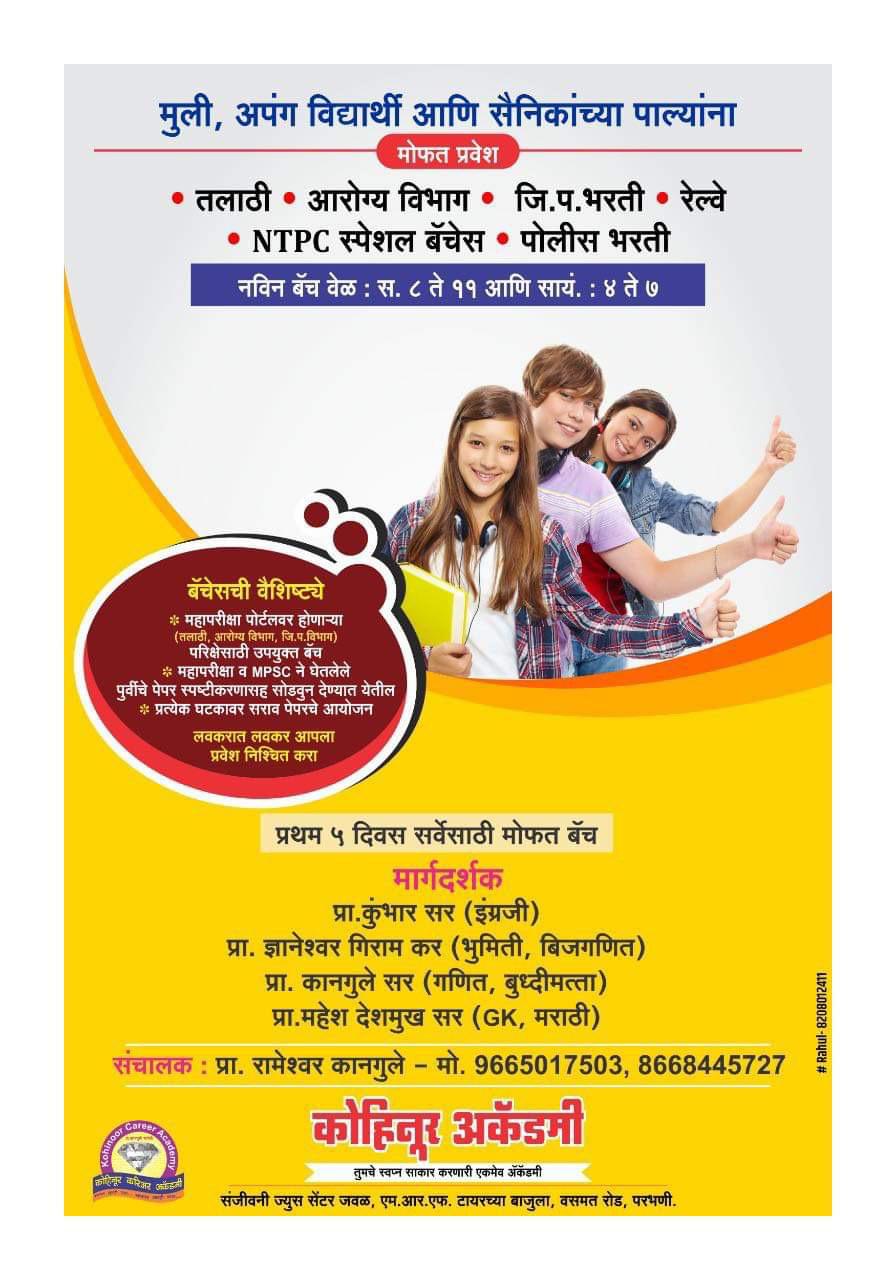 मुली, अपंग विद्यार्थी आणि सैनिकांच्या पाल्यांना
मोफत प्रवेश
• तलाठी • आरोग्य विभाग • जि.प.भरती • रेल्वे
• NTPC स्पेशल बॅचेस • पोलीस भरती
नविन बॅच वेळ : स. ८ ते ११ आणि सायं. : ४ ते ७
बॅचेसची वैशिष्ट्ये
✼ महापरीक्षा पोर्टलवर होणाऱ्या
(तलाठी, आरोग्य विभाग, जि.प.विभाग)
परिक्षेसाठी उपयुक्त बॅच
✼ महापरीक्षा व MPSC ने घेतलेले
पुर्वीचे पेपर स्पष्टीकरणासह सोडवुन देण्यात येतील
✼ प्रत्येक घटकावर सराव पेपरचे आयोजन
लवकरात लवकर आपला
प्रवेश निश्चित करा
प्रथम ५ दिवस सर्वेसाठी मोफत बॅच
मार्गदर्शक
प्रा.कुंभार सर (इंग्रजी)
प्रा. ज्ञानेश्वर गिराम कर (भुमिती, बिजगणित)
प्रा. कानगुले सर (गणित, बुध्दीमत्ता)
प्रा.महेश देशमुख सर (GK, मराठी)
संचालक : प्रा. रामेश्वर कानगुले – मो. 9665017503, 8668445727
# Rahul- 8208012411
कोहिनूर अकॅडमी
तुमचे स्वप्न साकार करणारी एकमेव अ‍ॅकॅडमी
संजीवनी ज्युस सेंटर जवळ, एम.आर.एफ. टायरच्या बाजुला, वसमत रोड, परभणी.
Kohinoor Career Academy
कोहिनूर करिअर अकॅडमी